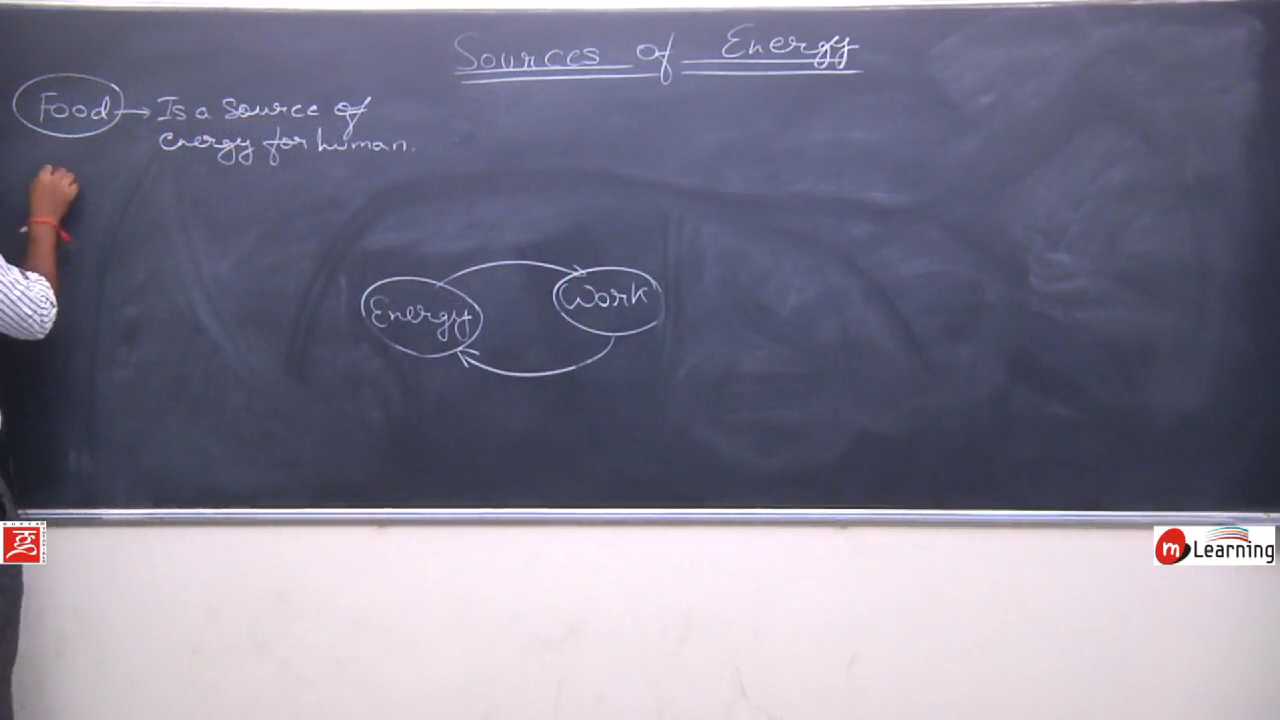 Sources of Energy
Food → Is a source of
energy for human.
Energy
Work
m Learning